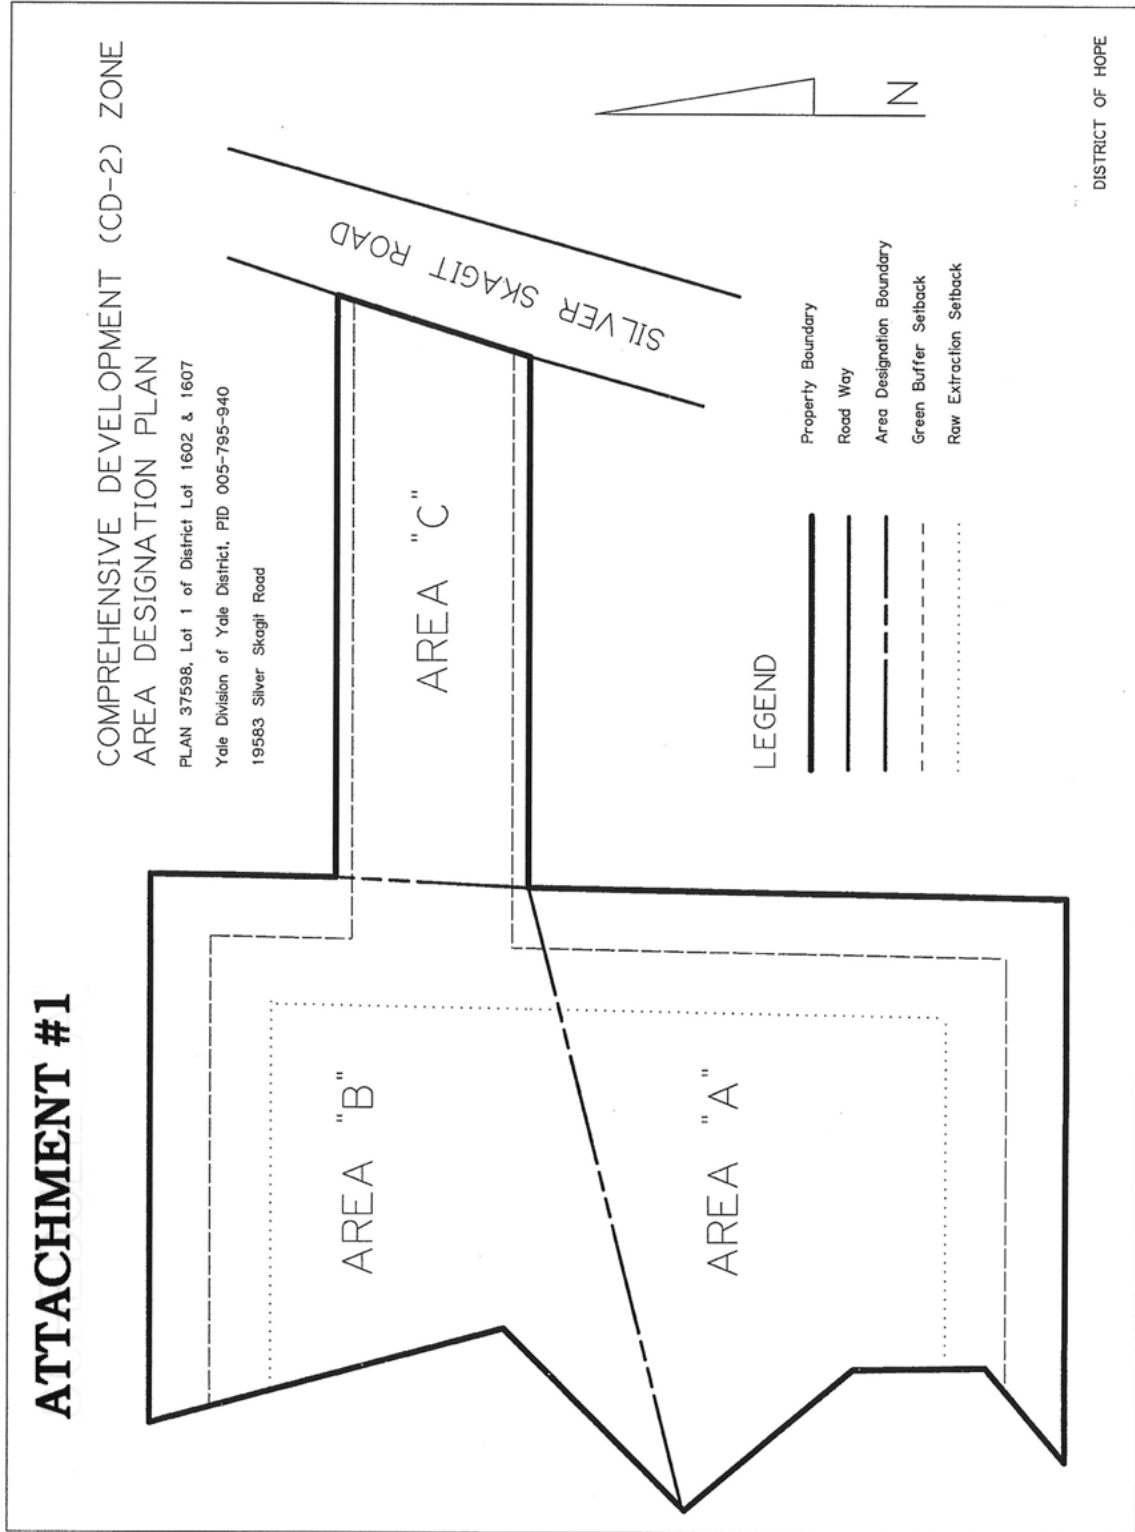 ATTACHMENT #1
COMPREHENSIVE DEVELOPMENT (CD-2) ZONE
AREA DESIGNATION PLAN
PLAN 37598, Lot 1 of District Lot 1602 & 1607
Yale Division of Yale District, PID 005-795-940
19583 Silver Skagit Road
SILVER SKAGIT ROAD
AREA "B"
AREA "C"
AREA "A"
N
LEGEND
Property Boundary
Road Way
Area Designation Boundary
Green Buffer Setback
Raw Extraction Setback
DISTRICT OF HOPE